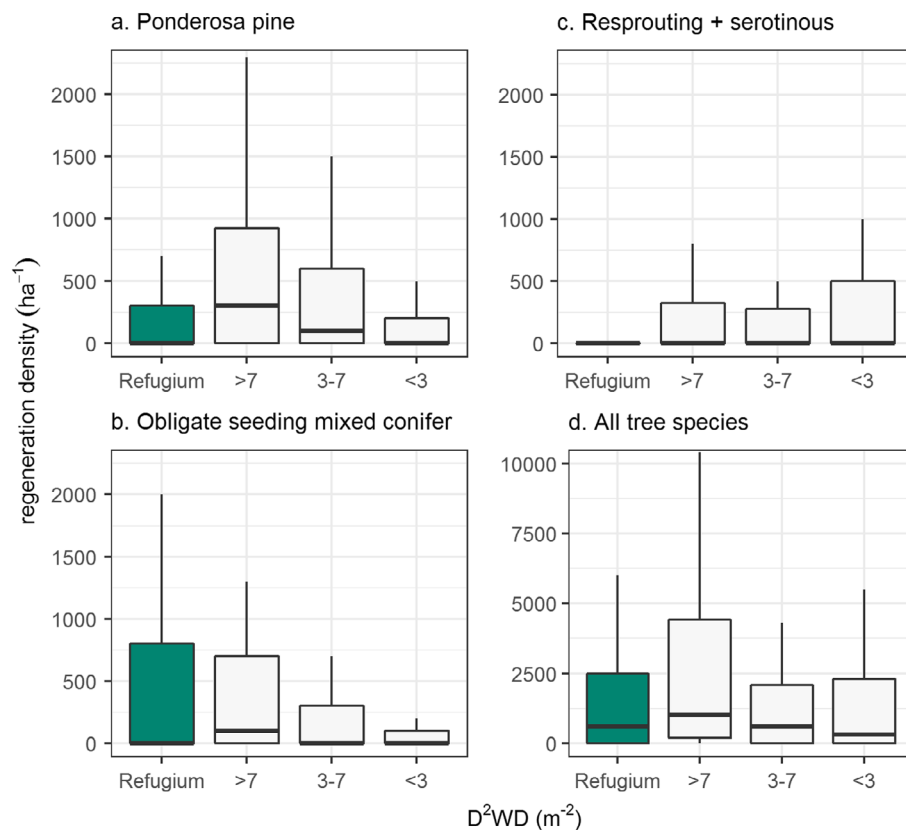 a. Ponderosa pine
2000
1500
1000
500
0
Refugium >7 3-7 <3
c. Resprouting + serotinous
2000
1500
1000
500
0
Refugium >7 3-7 <3
b. Obligate seeding mixed conifer
2000
1500
1000
500
0
Refugium >7 3-7 <3
d. All tree species
10000
7500
5000
2500
0
Refugium >7 3-7 <3
regeneration density (ha⁻¹)
D²WD (m⁻²)